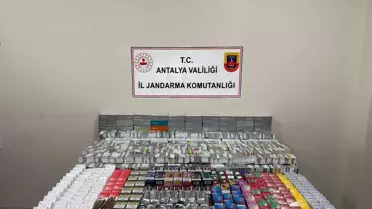 T.C.
ANTALYA VALİLİĞİ
İL JANDARMA KOMUTANLIĞI